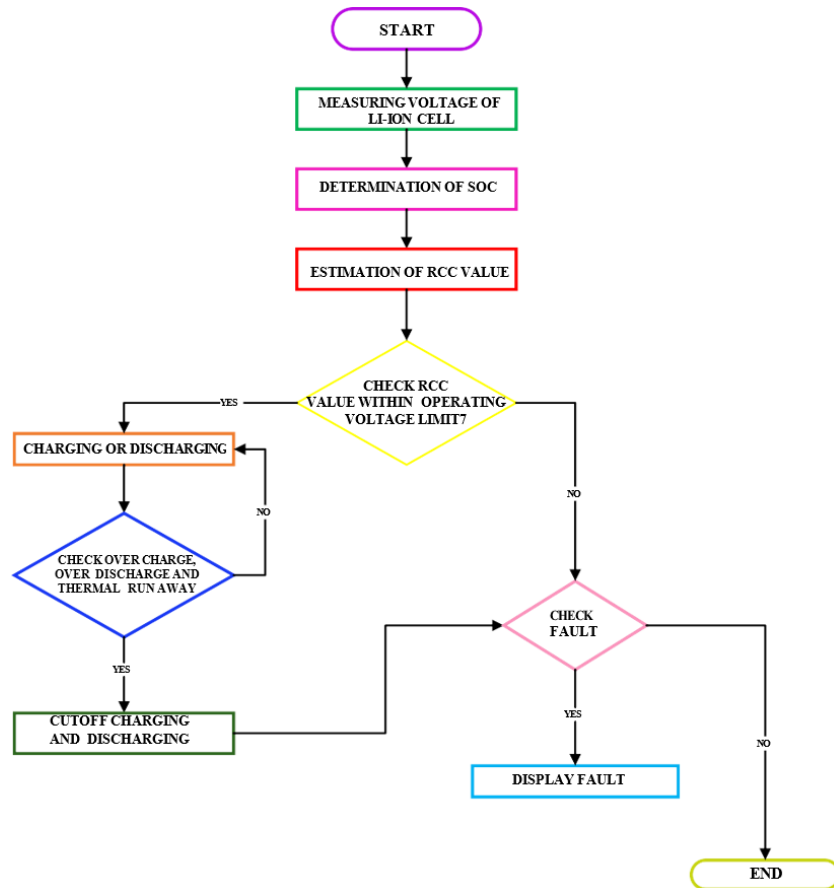 START
MEASURING VOLTAGE OF
LI-ION CELL
DETERMINATION OF SOC
ESTIMATION OF RCC VALUE
CHECK RCC
VALUE WITHIN OPERATING
VOLTAGE LIMIT7
YES
NO
CHARGING OR DISCHARGING
NO
CHECK OVER CHARGE,
OVER DISCHARGE AND
THERMAL RUN AWAY
YES
CHECK
FAULT
CUTOFF CHARGING
AND DISCHARGING
YES
NO
DISPLAY FAULT
END